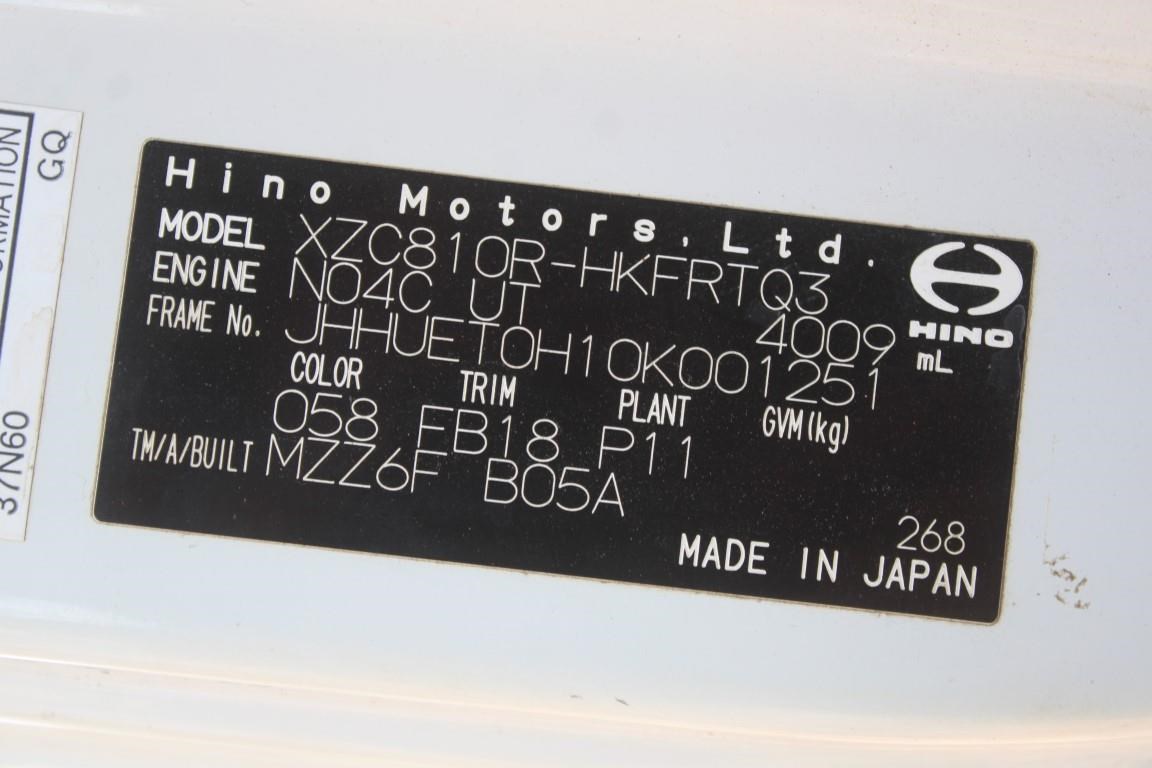 RMATION
GQ
37N60
Hino Motors,Ltd.
MODEL XZC810R-HKFRTQ3
ENGINE N04C UT 4009 mL
FRAME No. JHHUET0H10K001251
COLOR TRIM PLANT GVM(kg)
058 FB18 P11
TM/A/BUILT MZZ6F B05A
268
MADE IN JAPAN
HINO